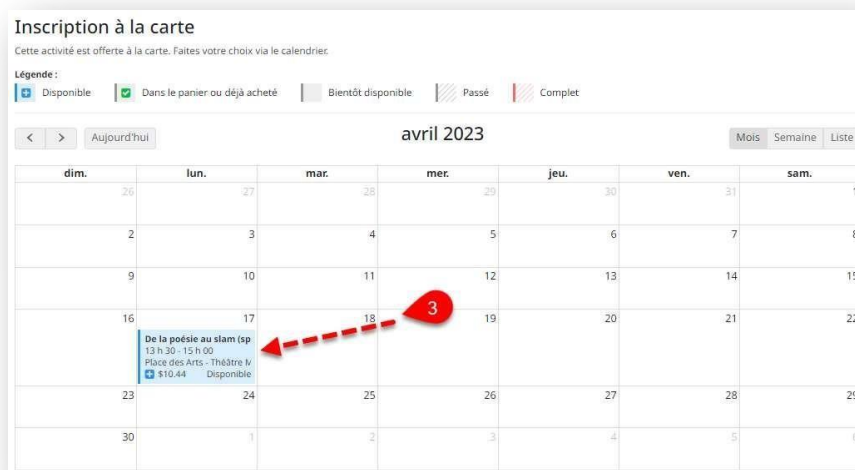 Inscription à la carte
Cette activité est offerte à la carte. Faites votre choix via le calendrier.
Légende :
Disponible Dans le panier ou déjà acheté Bientôt disponible Passé Complet
< > Aujourd'hui avril 2023 Mois Semaine Liste
dim. lun. mar. mer. jeu. ven. sam.
26 27 28 29 30 31
2 3 4 5 6 7 8
9 10 11 12 13 14 15
16 17 18 3 19 20 21 22
De la poésie au slam (sp
13 h 30 - 15 h 00
Place des Arts - Théâtre M
$10.44 Disponible
23 24 25 26 27 28 29
30 1 2 3 4 5